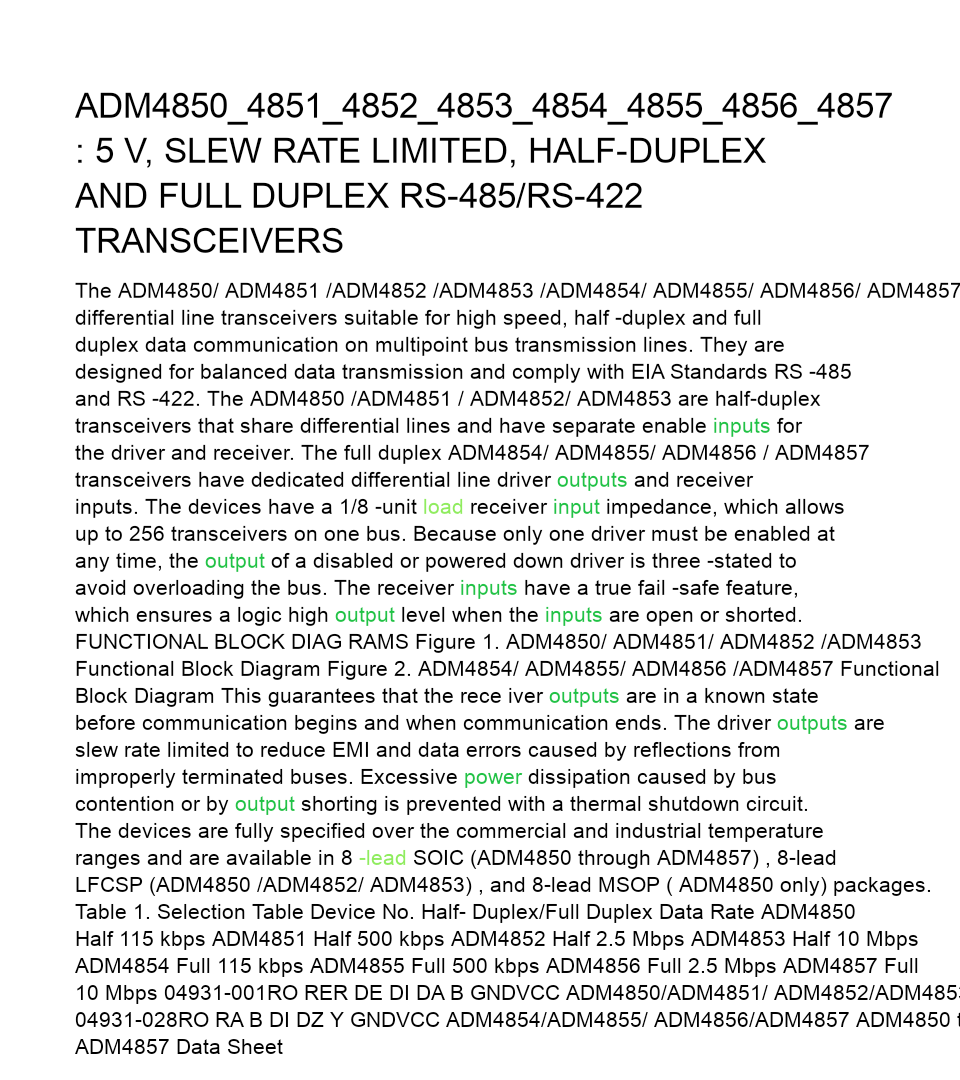 ADM4850_4851_4852_4853_4854_4855_4856_4857
: 5 V, SLEW RATE LIMITED, HALF-DUPLEX
AND FULL DUPLEX RS-485/RS-422
TRANSCEIVERS
The ADM4850/ ADM4851 /ADM4852 /ADM4853 /ADM4854/ ADM4855/ ADM4856/ ADM4857
differential line transceivers suitable for high speed, half -duplex and full
duplex data communication on multipoint bus transmission lines. They are
designed for balanced data transmission and comply with EIA Standards RS -485
and RS -422. The ADM4850 /ADM4851 / ADM4852/ ADM4853 are half-duplex
transceivers that share differential lines and have separate enable inputs for
the driver and receiver. The full duplex ADM4854/ ADM4855/ ADM4856 / ADM4857
transceivers have dedicated differential line driver outputs and receiver
inputs. The devices have a 1/8 -unit load receiver input impedance, which allows
up to 256 transceivers on one bus. Because only one driver must be enabled at
any time, the output of a disabled or powered down driver is three -stated to
avoid overloading the bus. The receiver inputs have a true fail -safe feature,
which ensures a logic high output level when the inputs are open or shorted.
FUNCTIONAL BLOCK DIAG RAMS Figure 1. ADM4850/ ADM4851/ ADM4852 /ADM4853
Functional Block Diagram Figure 2. ADM4854/ ADM4855/ ADM4856 /ADM4857 Functional
Block Diagram This guarantees that the rece iver outputs are in a known state
before communication begins and when communication ends. The driver outputs are
slew rate limited to reduce EMI and data errors caused by reflections from
improperly terminated buses. Excessive power dissipation caused by bus
contention or by output shorting is prevented with a thermal shutdown circuit.
The devices are fully specified over the commercial and industrial temperature
ranges and are available in 8 -lead SOIC (ADM4850 through ADM4857) , 8-lead
LFCSP (ADM4850 /ADM4852/ ADM4853) , and 8-lead MSOP ( ADM4850 only) packages.
Table 1. Selection Table Device No. Half- Duplex/Full Duplex Data Rate ADM4850
Half 115 kbps ADM4851 Half 500 kbps ADM4852 Half 2.5 Mbps ADM4853 Half 10 Mbps
ADM4854 Full 115 kbps ADM4855 Full 500 kbps ADM4856 Full 2.5 Mbps ADM4857 Full
10 Mbps 04931-001RO RER DE DI DA B GNDVCC ADM4850/ADM4851/ ADM4852/ADM4853
04931-028RO RA B DI DZ Y GNDVCC ADM4854/ADM4855/ ADM4856/ADM4857 ADM4850
ADM4857 Data Sheet